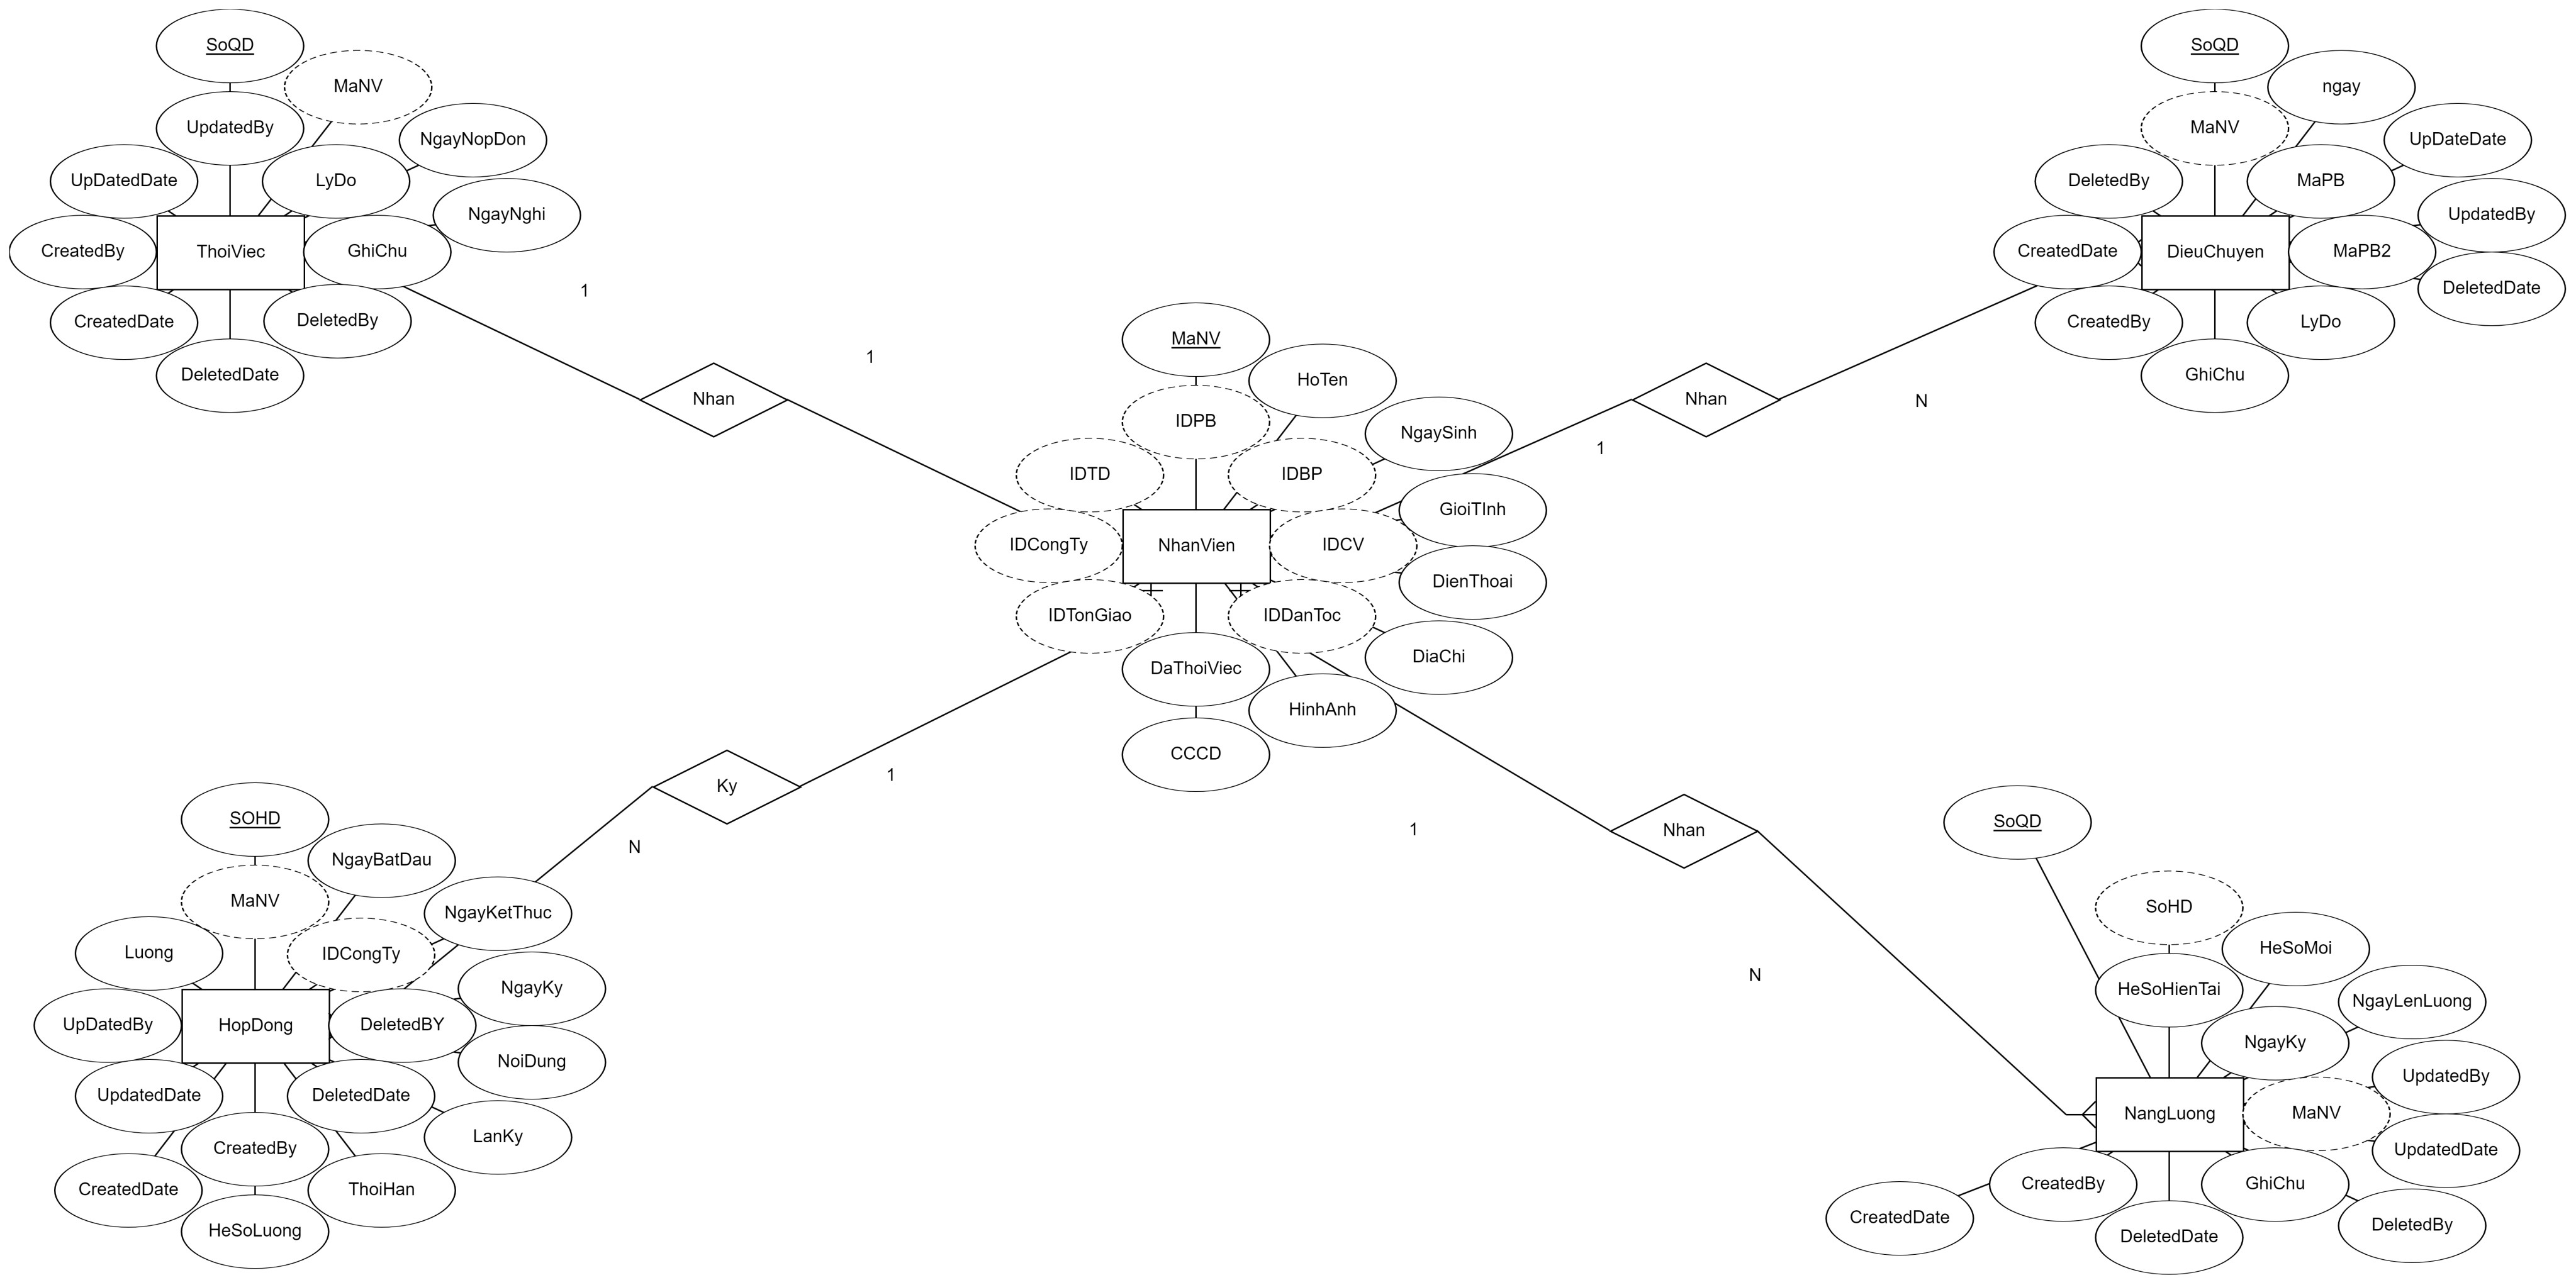 SoQD
MaNV
UpdatedBy
NgayNopDon
UpDatedDate
LyDo
NgayNghi
CreatedBy
ThoiViec
GhiChu
CreatedDate
DeletedBy
DeletedDate
1
Nhan
1
SoQD
ngay
MaNV
UpDateDate
DeletedBy
MaPB
UpdatedBy
CreatedDate
DieuChuyen
MaPB2
DeletedDate
CreatedBy
LyDo
GhiChu
Nhan
N
1
MaNV
HoTen
IDPB
NgaySinh
IDTD
IDBP
GioiTInh
IDCongTy
NhanVien
IDCV
DienThoai
IDTonGiao
IDDanToc
DiaChi
DaThoiViec
HinhAnh
CCCD
1
Ky
N
SOHD
NgayBatDau
MaNV
NgayKetThuc
Luong
IDCongTy
NgayKy
UpDatedBy
HopDong
DeletedBY
NoiDung
UpdatedDate
DeletedDate
LanKy
CreatedBy
CreatedDate
ThoiHan
HeSoLuong
1
Nhan
N
SoQD
SoHD
HeSoMoi
HeSoHienTai
NgayLenLuong
NgayKy
UpdatedBy
NangLuong
MaNV
UpdatedDate
CreatedBy
GhiChu
CreatedDate
DeletedBy
DeletedDate